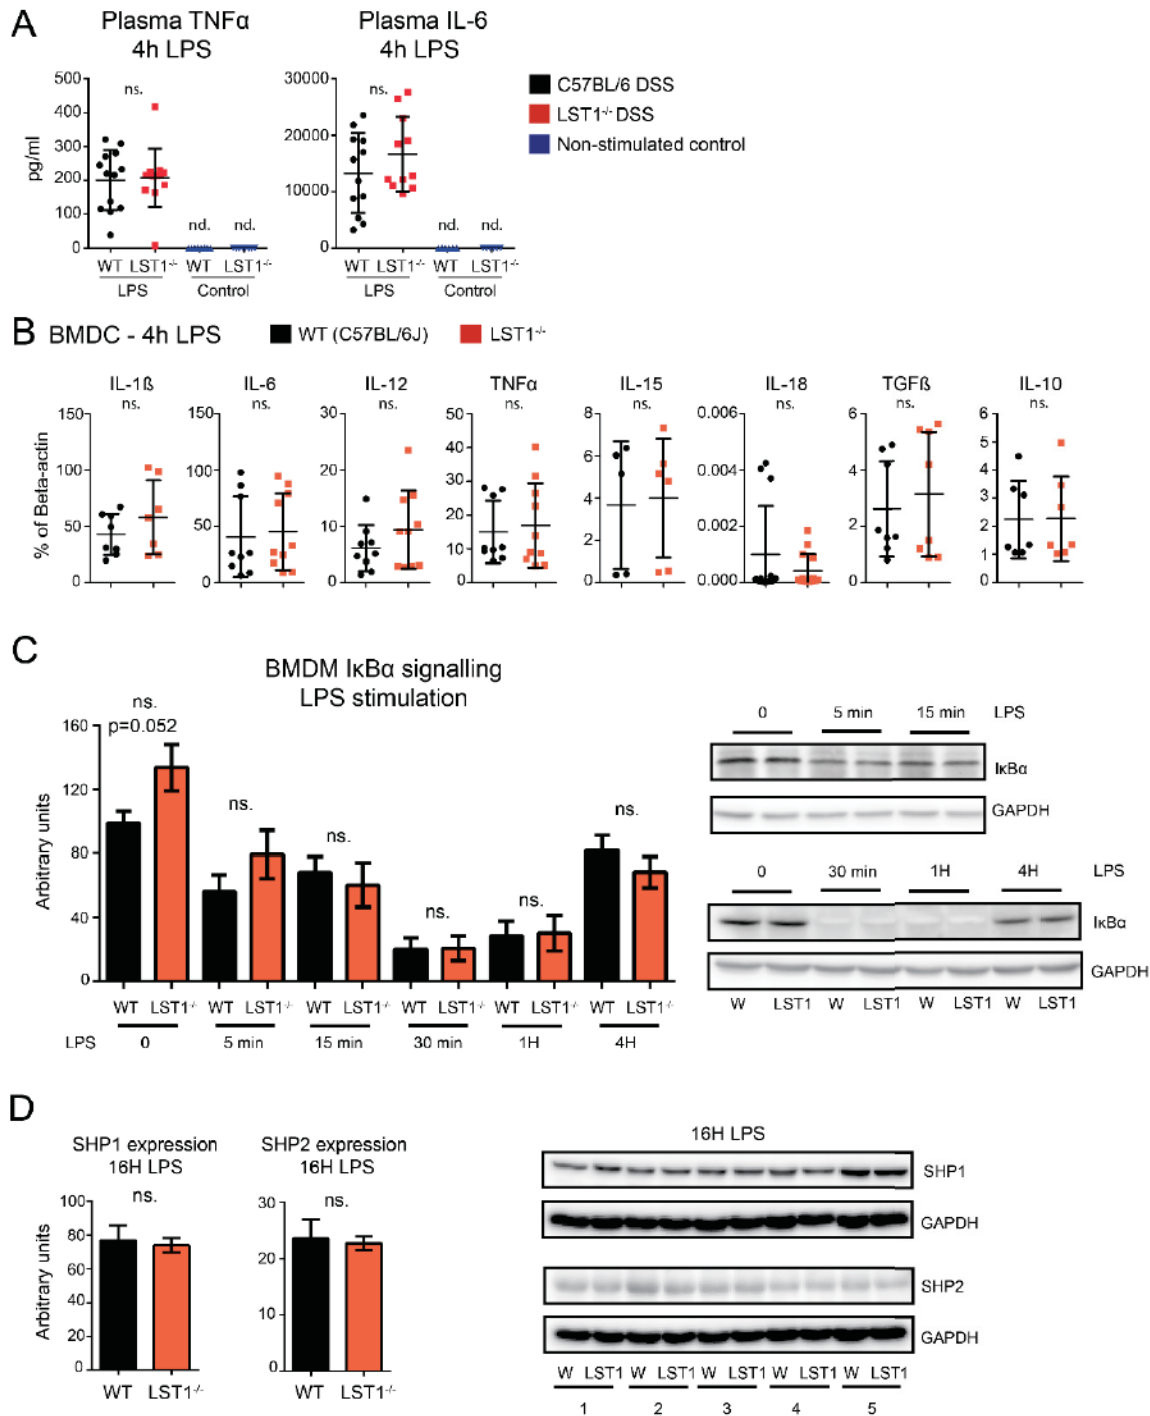 A
Plasma TNFα
4h LPS
Plasma IL-6
4h LPS
C57BL/6 DSS
LST1-/- DSS
Non-stimulated control
pg/ml
500
400
300
200
100
0
ns.
nd.
nd.
WT LST1-/- WT LST1-/-
LPS Control
30000
20000
10000
0
ns.
nd.
nd.
WT LST1-/- WT LST1-/-
LPS Control
B BMDC - 4h LPS
WT (C57BL/6J)
LST1-/-
% of Beta-actin
IL-1ß
ns.
150
100
50
0
IL-6
ns.
150
100
50
0
IL-12
ns.
30
20
10
0
TNFα
ns.
50
40
30
20
10
0
IL-15
ns.
8
6
4
2
0
IL-18
ns.
0.006
0.004
0.002
0.000
TGFß
ns.
6
4
2
0
IL-10
ns.
6
5
4
3
2
1
0
C
BMDM IκBα signalling
LPS stimulation
Arbitrary units
160
120
80
40
0
ns.
p=0.052
ns.
ns.
ns.
ns.
ns.
WT LST1-/- WT LST1-/- WT LST1-/- WT LST1-/- WT LST1-/- WT LST1-/-
LPS 0 5 min 15 min 30 min 1H 4H
0 5 min 15 min LPS
IκBα
GAPDH
0 30 min 1H 4H LPS
IκBα
GAPDH
W LST1 W LST1 W LST1 W LST1
D
SHP1 expression
16H LPS
ns.
Arbitrary units
100
80
60
40
20
0
WT LST1-/-
SHP2 expression
16H LPS
ns.
30
20
10
0
WT LST1-/-
16H LPS
SHP1
GAPDH
SHP2
GAPDH
W LST1 W LST1 W LST1 W LST1 W LST1
1 2 3 4 5